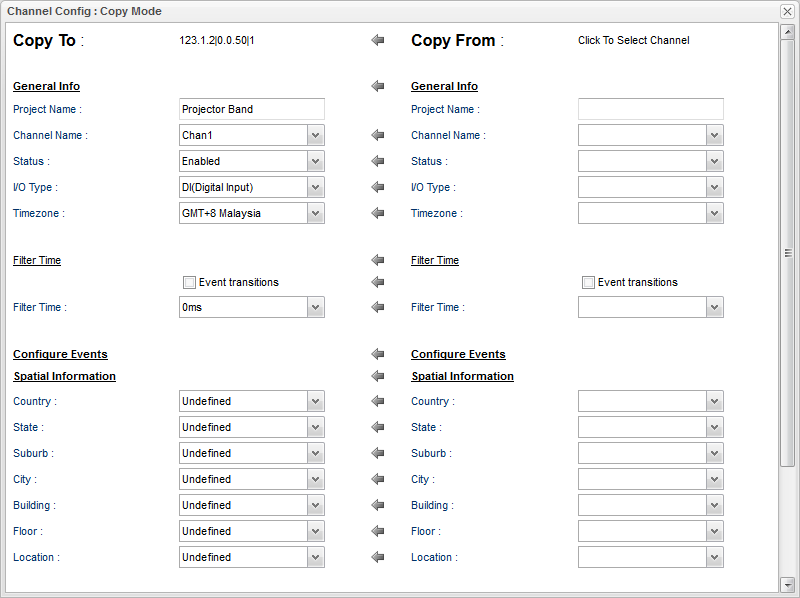 Channel Config : Copy Mode
Copy To : 123.1.2|0.0.50|1 Copy From : Click To Select Channel
General Info General Info
Project Name : Projector Band Project Name :
Channel Name : Chan1 Channel Name :
Status : Enabled Status :
I/O Type : DI(Digital Input) I/O Type :
Timezone : GMT+8 Malaysia Timezone :
Filter Time Filter Time
Event transitions Event transitions
Filter Time : 0ms Filter Time :
Configure Events Configure Events
Spatial Information Spatial Information
Country : Undefined Country :
State : Undefined State :
Suburb : Undefined Suburb :
City : Undefined City :
Building : Undefined Building :
Floor : Undefined Floor :
Location : Undefined Location :